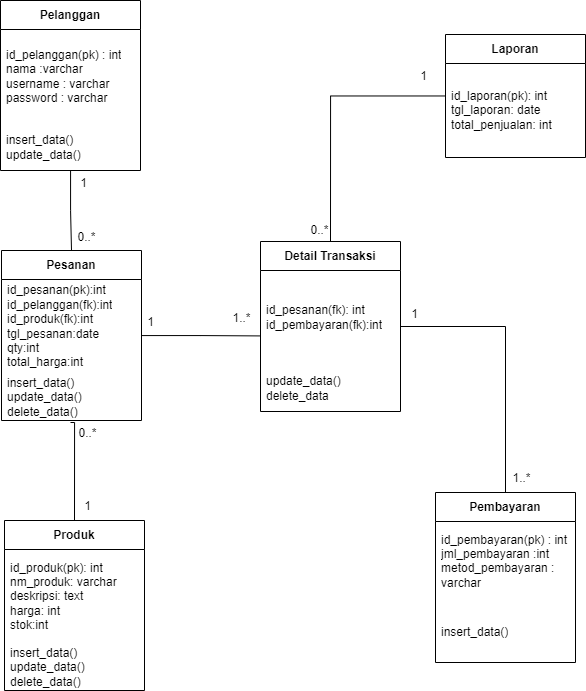 Pelanggan
id_pelanggan(pk) : int
nama :varchar
username : varchar
password : varchar
insert_data()
update_data()
1
0..*
Laporan
id_laporan(pk): int
tgl_laporan: date
total_penjualan: int
1
0..*
Pesanan
id_pesanan(pk):int
id_pelanggan(fk):int
id_produk(fk):int
tgl_pesanan:date
qty:int
total_harga:int
insert_data()
update_data()
delete_data()
1
1..*
Detail Transaksi
id_pesanan(fk): int
id_pembayaran(fk):int
update_data()
delete_data
1
1..*
0..*
1
Produk
id_produk(pk): int
nm_produk: varchar
deskripsi: text
harga: int
stok:int
insert_data()
update_data()
delete_data()
Pembayaran
id_pembayaran(pk) : int
jml_pembayaran :int
metod_pembayaran :
varchar
insert_data()